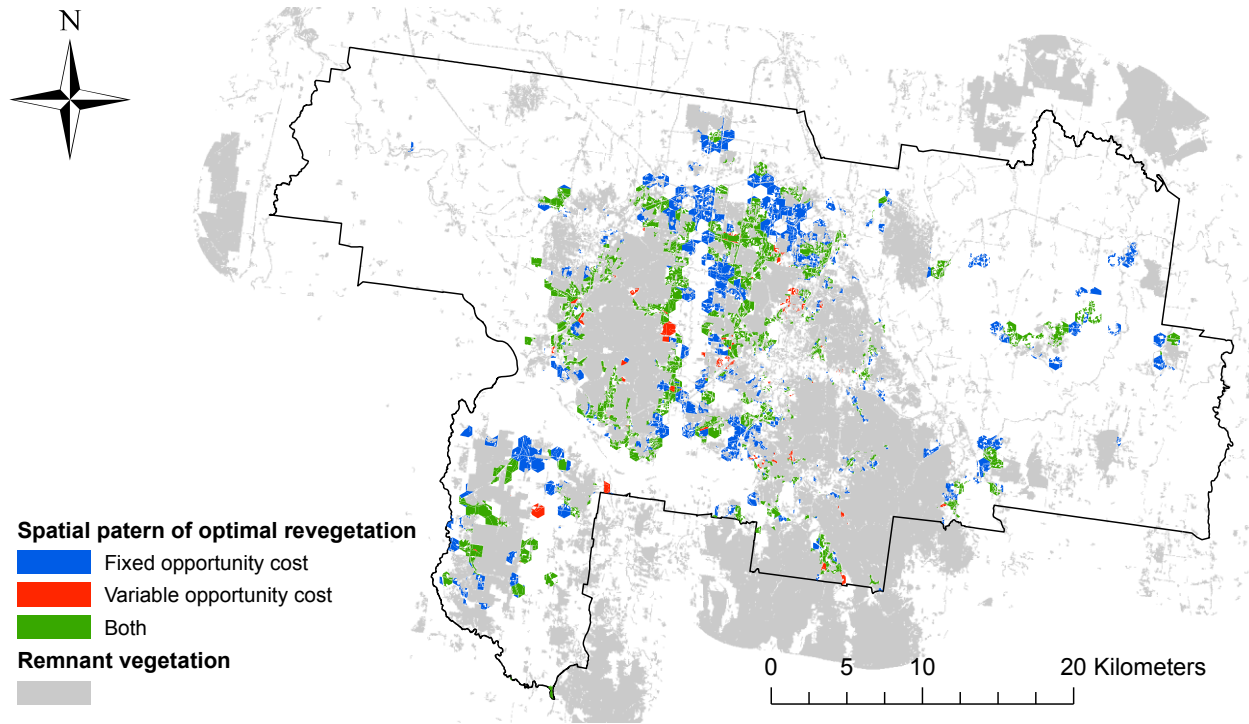 N
Spatial patern of optimal revegetation
Fixed opportunity cost
Variable opportunity cost
Both
Remnant vegetation
0 5 10 20 Kilometers